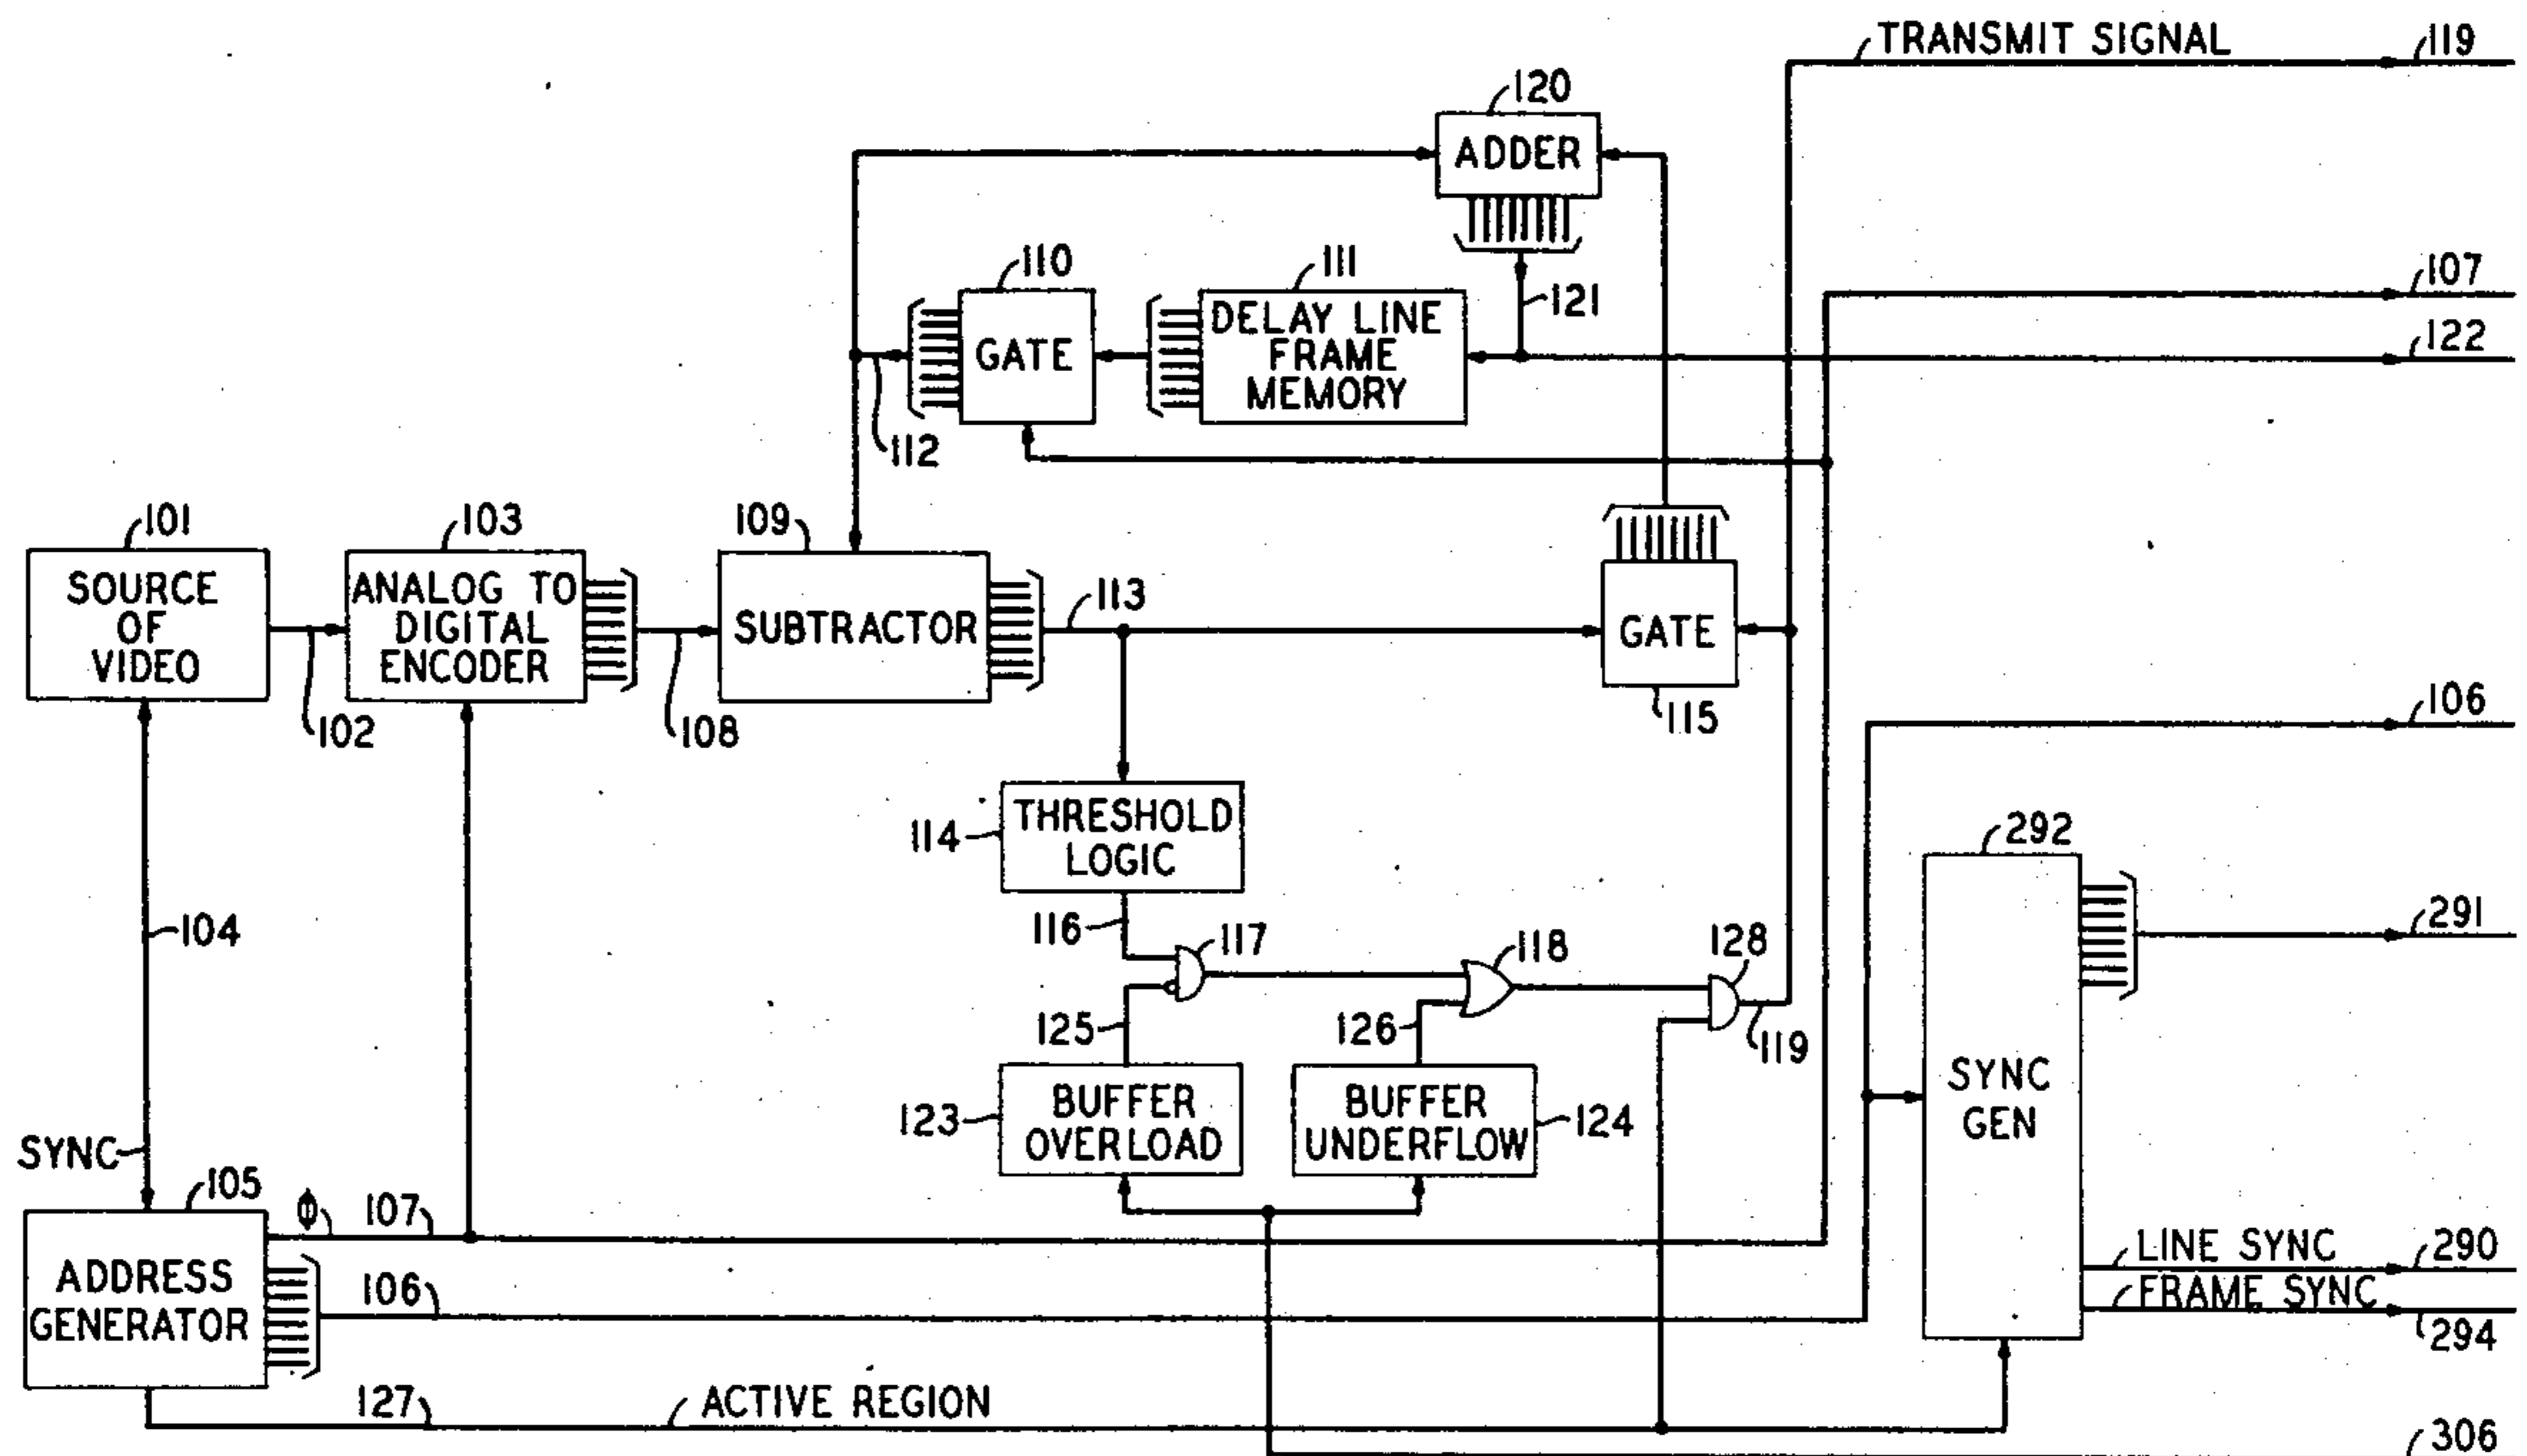 TRANSMIT SIGNAL
119
120
ADDER
110
111
121
107
GATE
DELAY LINE
FRAME
MEMORY
122
112
101
103
109
113
SOURCE
OF
VIDEO
ANALOG TO
DIGITAL
ENCODER
SUBTRACTOR
GATE
102
108
115
106
THRESHOLD
LOGIC
114
292
104
116
117
118
128
291
125
126
119
SYNC
GEN
BUFFER
OVERLOAD
123
BUFFER
UNDERFLOW
124
SYNC
105
Φ
107
LINE SYNC
290
ADDRESS
GENERATOR
106
FRAME SYNC
294
127
ACTIVE REGION
306